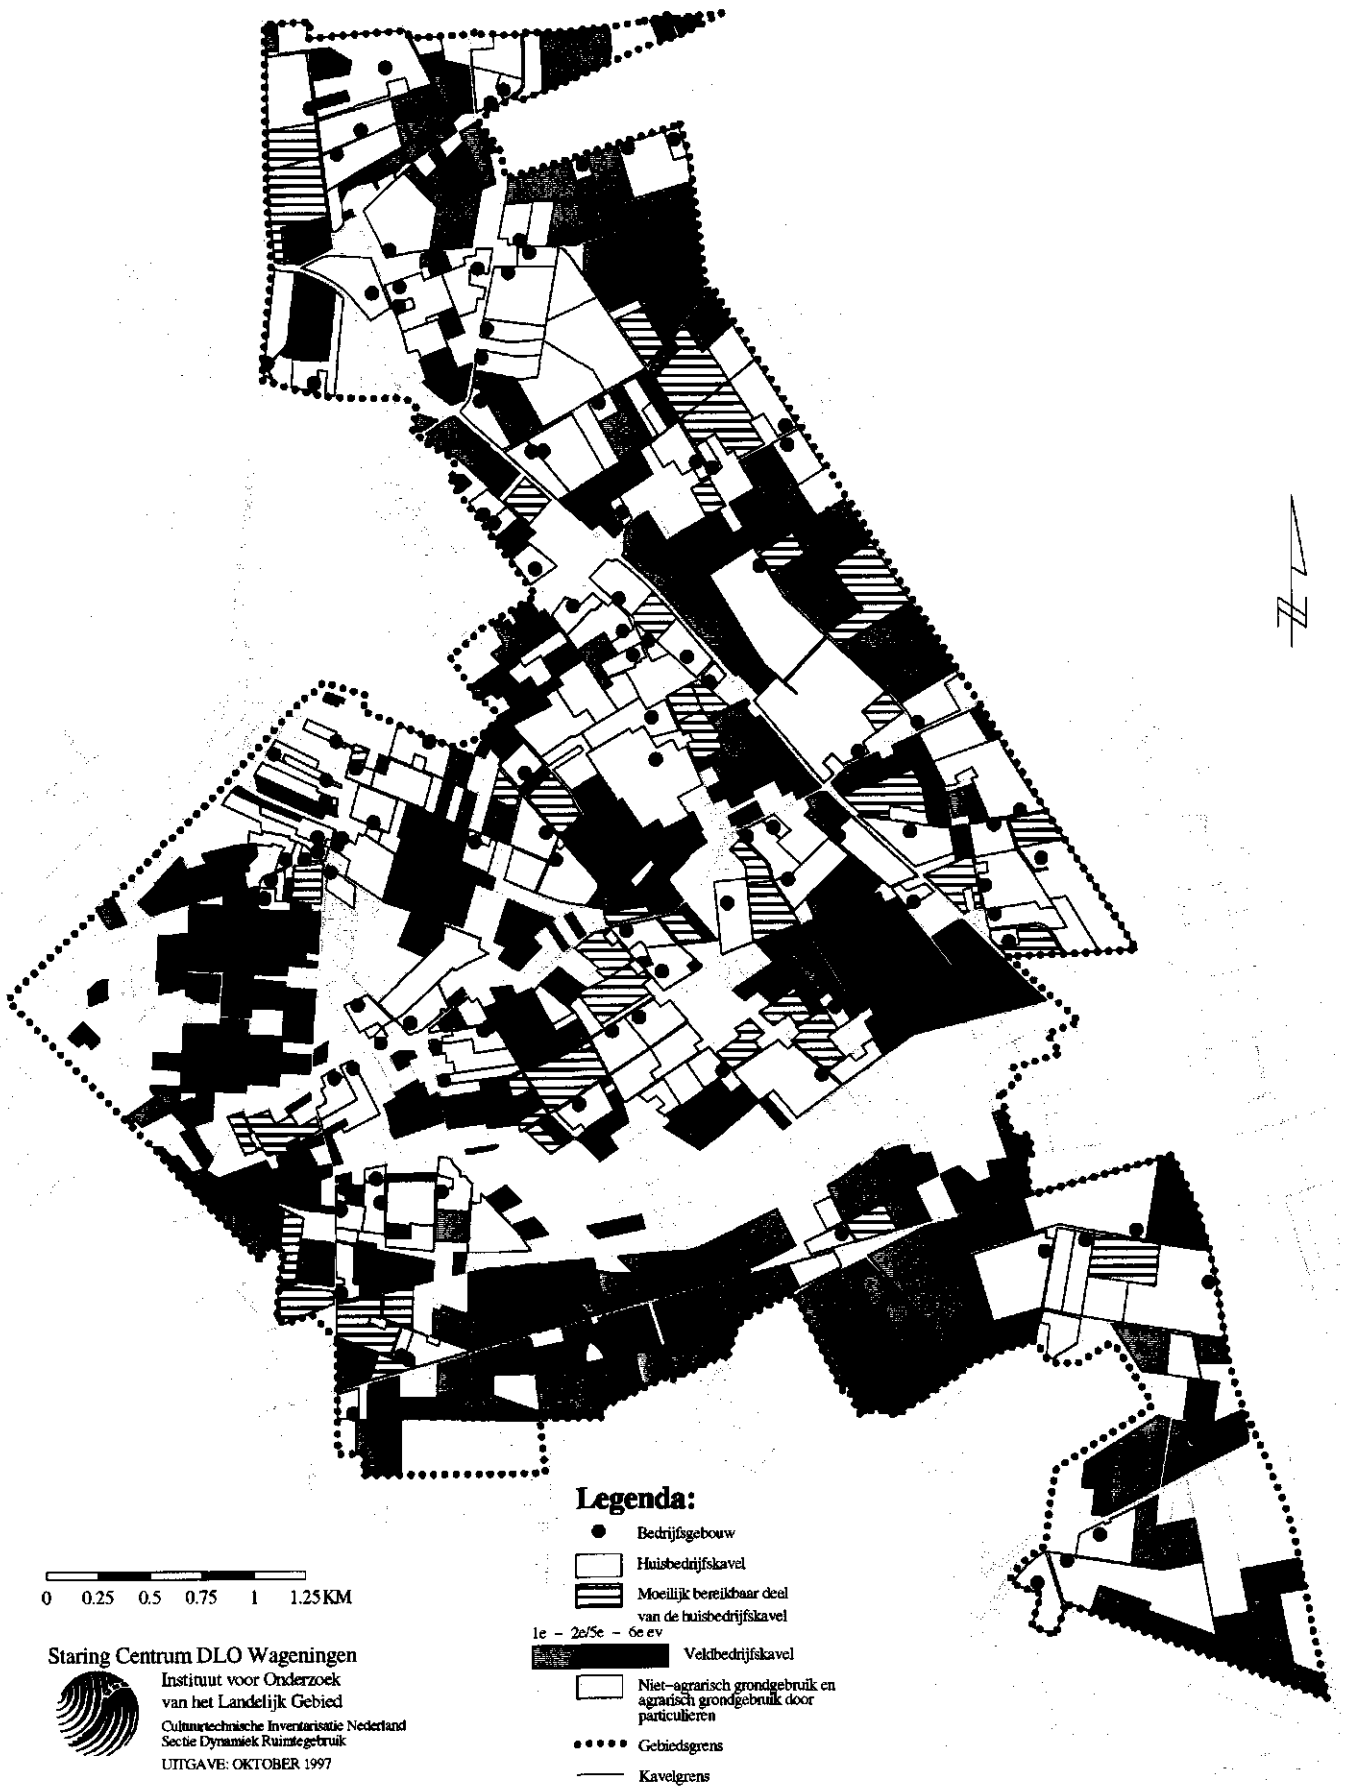 Legenda:
Bedrijfsgebouw
Huisbedrijfskavel
Moeilijk bereikbaar deel
van de huisbedrijfskavel
1e - 2e/5e - 6e ev
Veldbedrijfskavel
Niet-agrarisch grondgebruik en
agrarisch grondgebruik door
particulieren
Gebiedsgrens
Kavelgrens
0 0.25 0.5 0.75 1 1.25 KM
Staring Centrum DLO Wageningen
Instituut voor Onderzoek
van het Landelijk Gebied
Cultuurtechnische Inventarisatie Nederland
Sectie Dynamiek Ruimtegebruik
UITGAVE: OKTOBER 1997
N